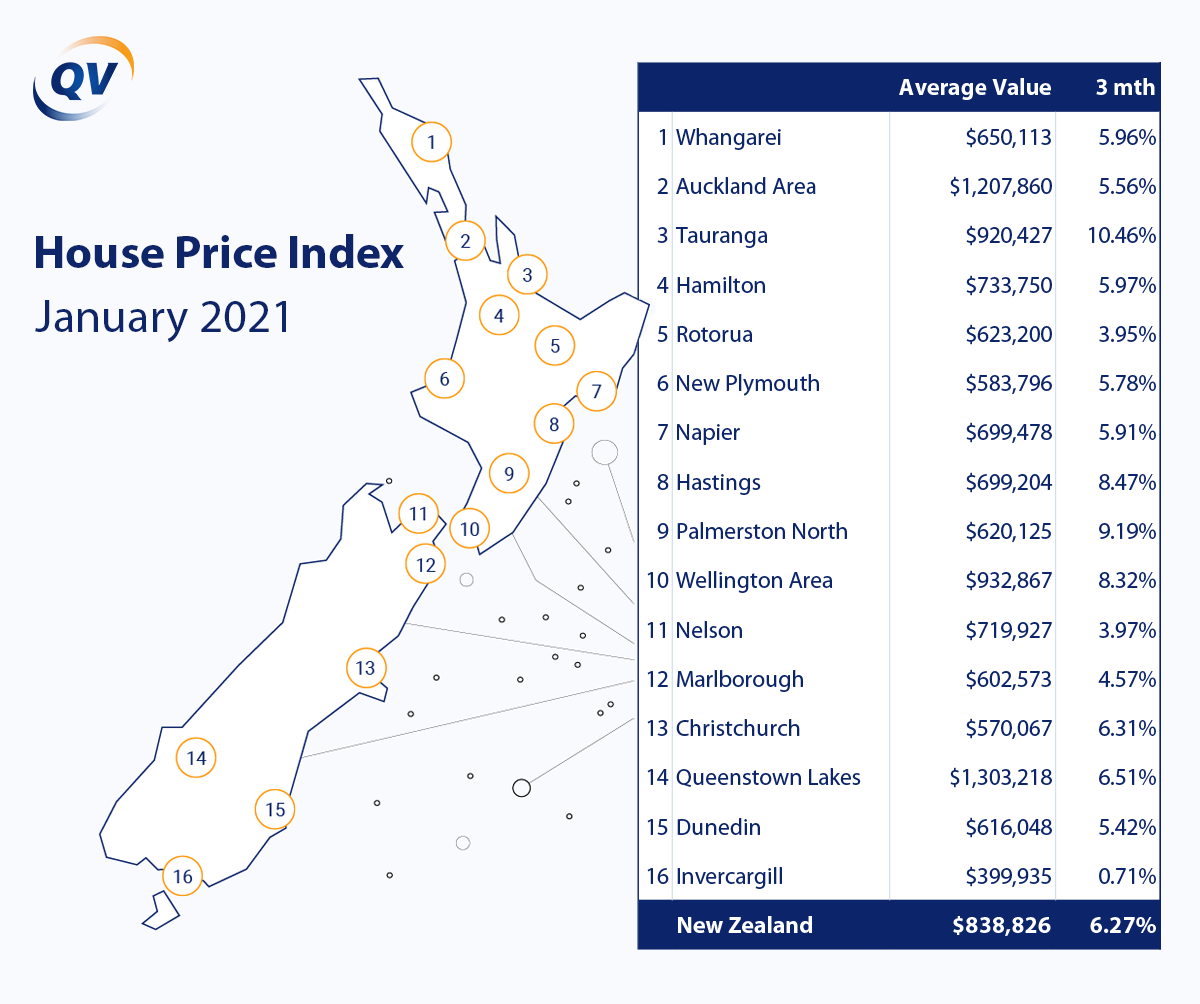 QV
House Price Index
January 2021
1
2
3
4
5
6
7
8
9
10
11
12
13
14
15
16
Average Value 3 mth
1 Whangarei $650,113 5.96%
2 Auckland Area $1,207,860 5.56%
3 Tauranga $920,427 10.46%
4 Hamilton $733,750 5.97%
5 Rotorua $623,200 3.95%
6 New Plymouth $583,796 5.78%
7 Napier $699,478 5.91%
8 Hastings $699,204 8.47%
9 Palmerston North $620,125 9.19%
10 Wellington Area $932,867 8.32%
11 Nelson $719,927 3.97%
12 Marlborough $602,573 4.57%
13 Christchurch $570,067 6.31%
14 Queenstown Lakes $1,303,218 6.51%
15 Dunedin $616,048 5.42%
16 Invercargill $399,935 0.71%
New Zealand $838,826 6.27%